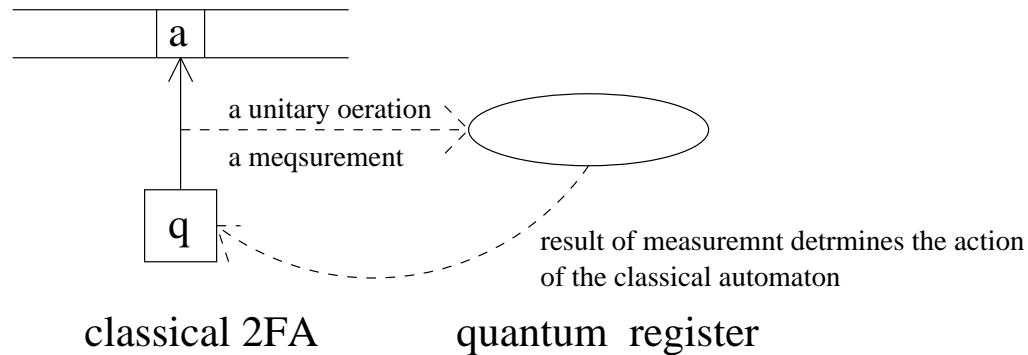 a
a unitary oeration
a meqsurement
q
result of measuremnt detrmines the action
of the classical automaton
classical 2FA
quantum register